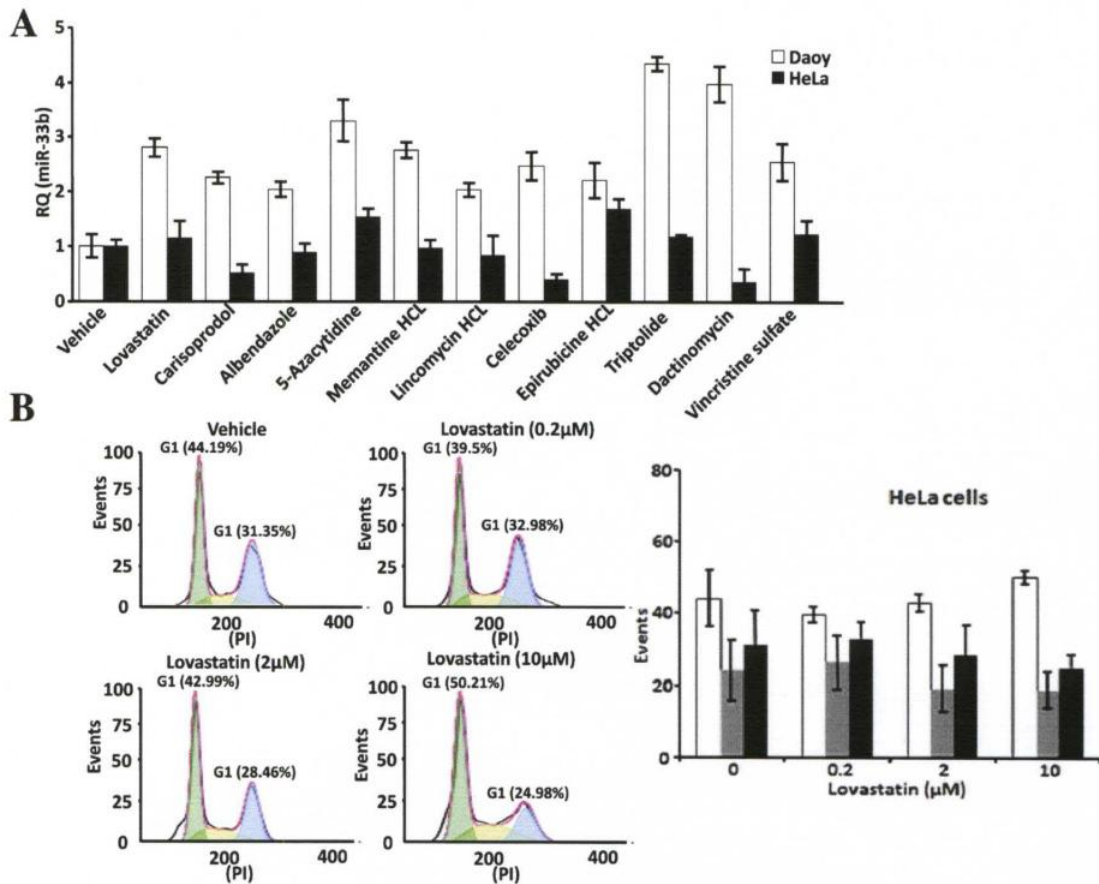 A
5
4
3
2
1
0
RQ (miR-33b)
Daoy
HeLa
Vehicle
Lovastatin
Carisoprodol
Albendazole
5-Azacytidine
Memantine HCL
Lincomycin HCL
Celecoxib
Epirubicine HCL
Triptolide
Dactinomycin
Vincristine sulfate
B
Vehicle
G1 (44.19%)
G1 (31.35%)
100
75
50
25
0
Events
200
400
(PI)
Lovastatin (0.2µM)
G1 (39.5%)
G1 (32.98%)
100
75
50
25
0
Events
200
400
(PI)
Lovastatin (2µM)
G1 (42.99%)
G1 (28.46%)
100
75
50
25
0
Events
200
400
(PI)
Lovastatin (10µM)
G1 (50.21%)
G1 (24.98%)
100
75
50
25
0
Events
200
400
(PI)
HeLa cells
80
60
40
20
0
Events
0
0.2
2
10
Lovastatin (µM)